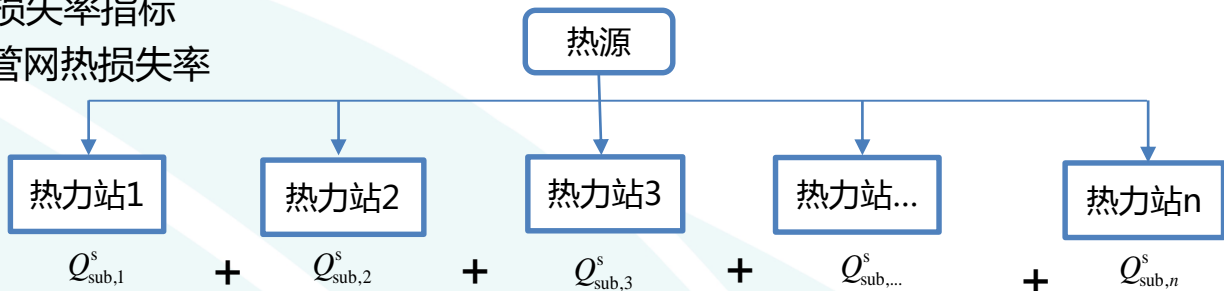 损失率指标
管网热损失率
热源
热力站1 热力站2 热力站3 热力站... 热力站n
Q^s_sub,1 + Q^s_sub,2 + Q^s_sub,3 + Q^s_sub,... + Q^s_sub,n